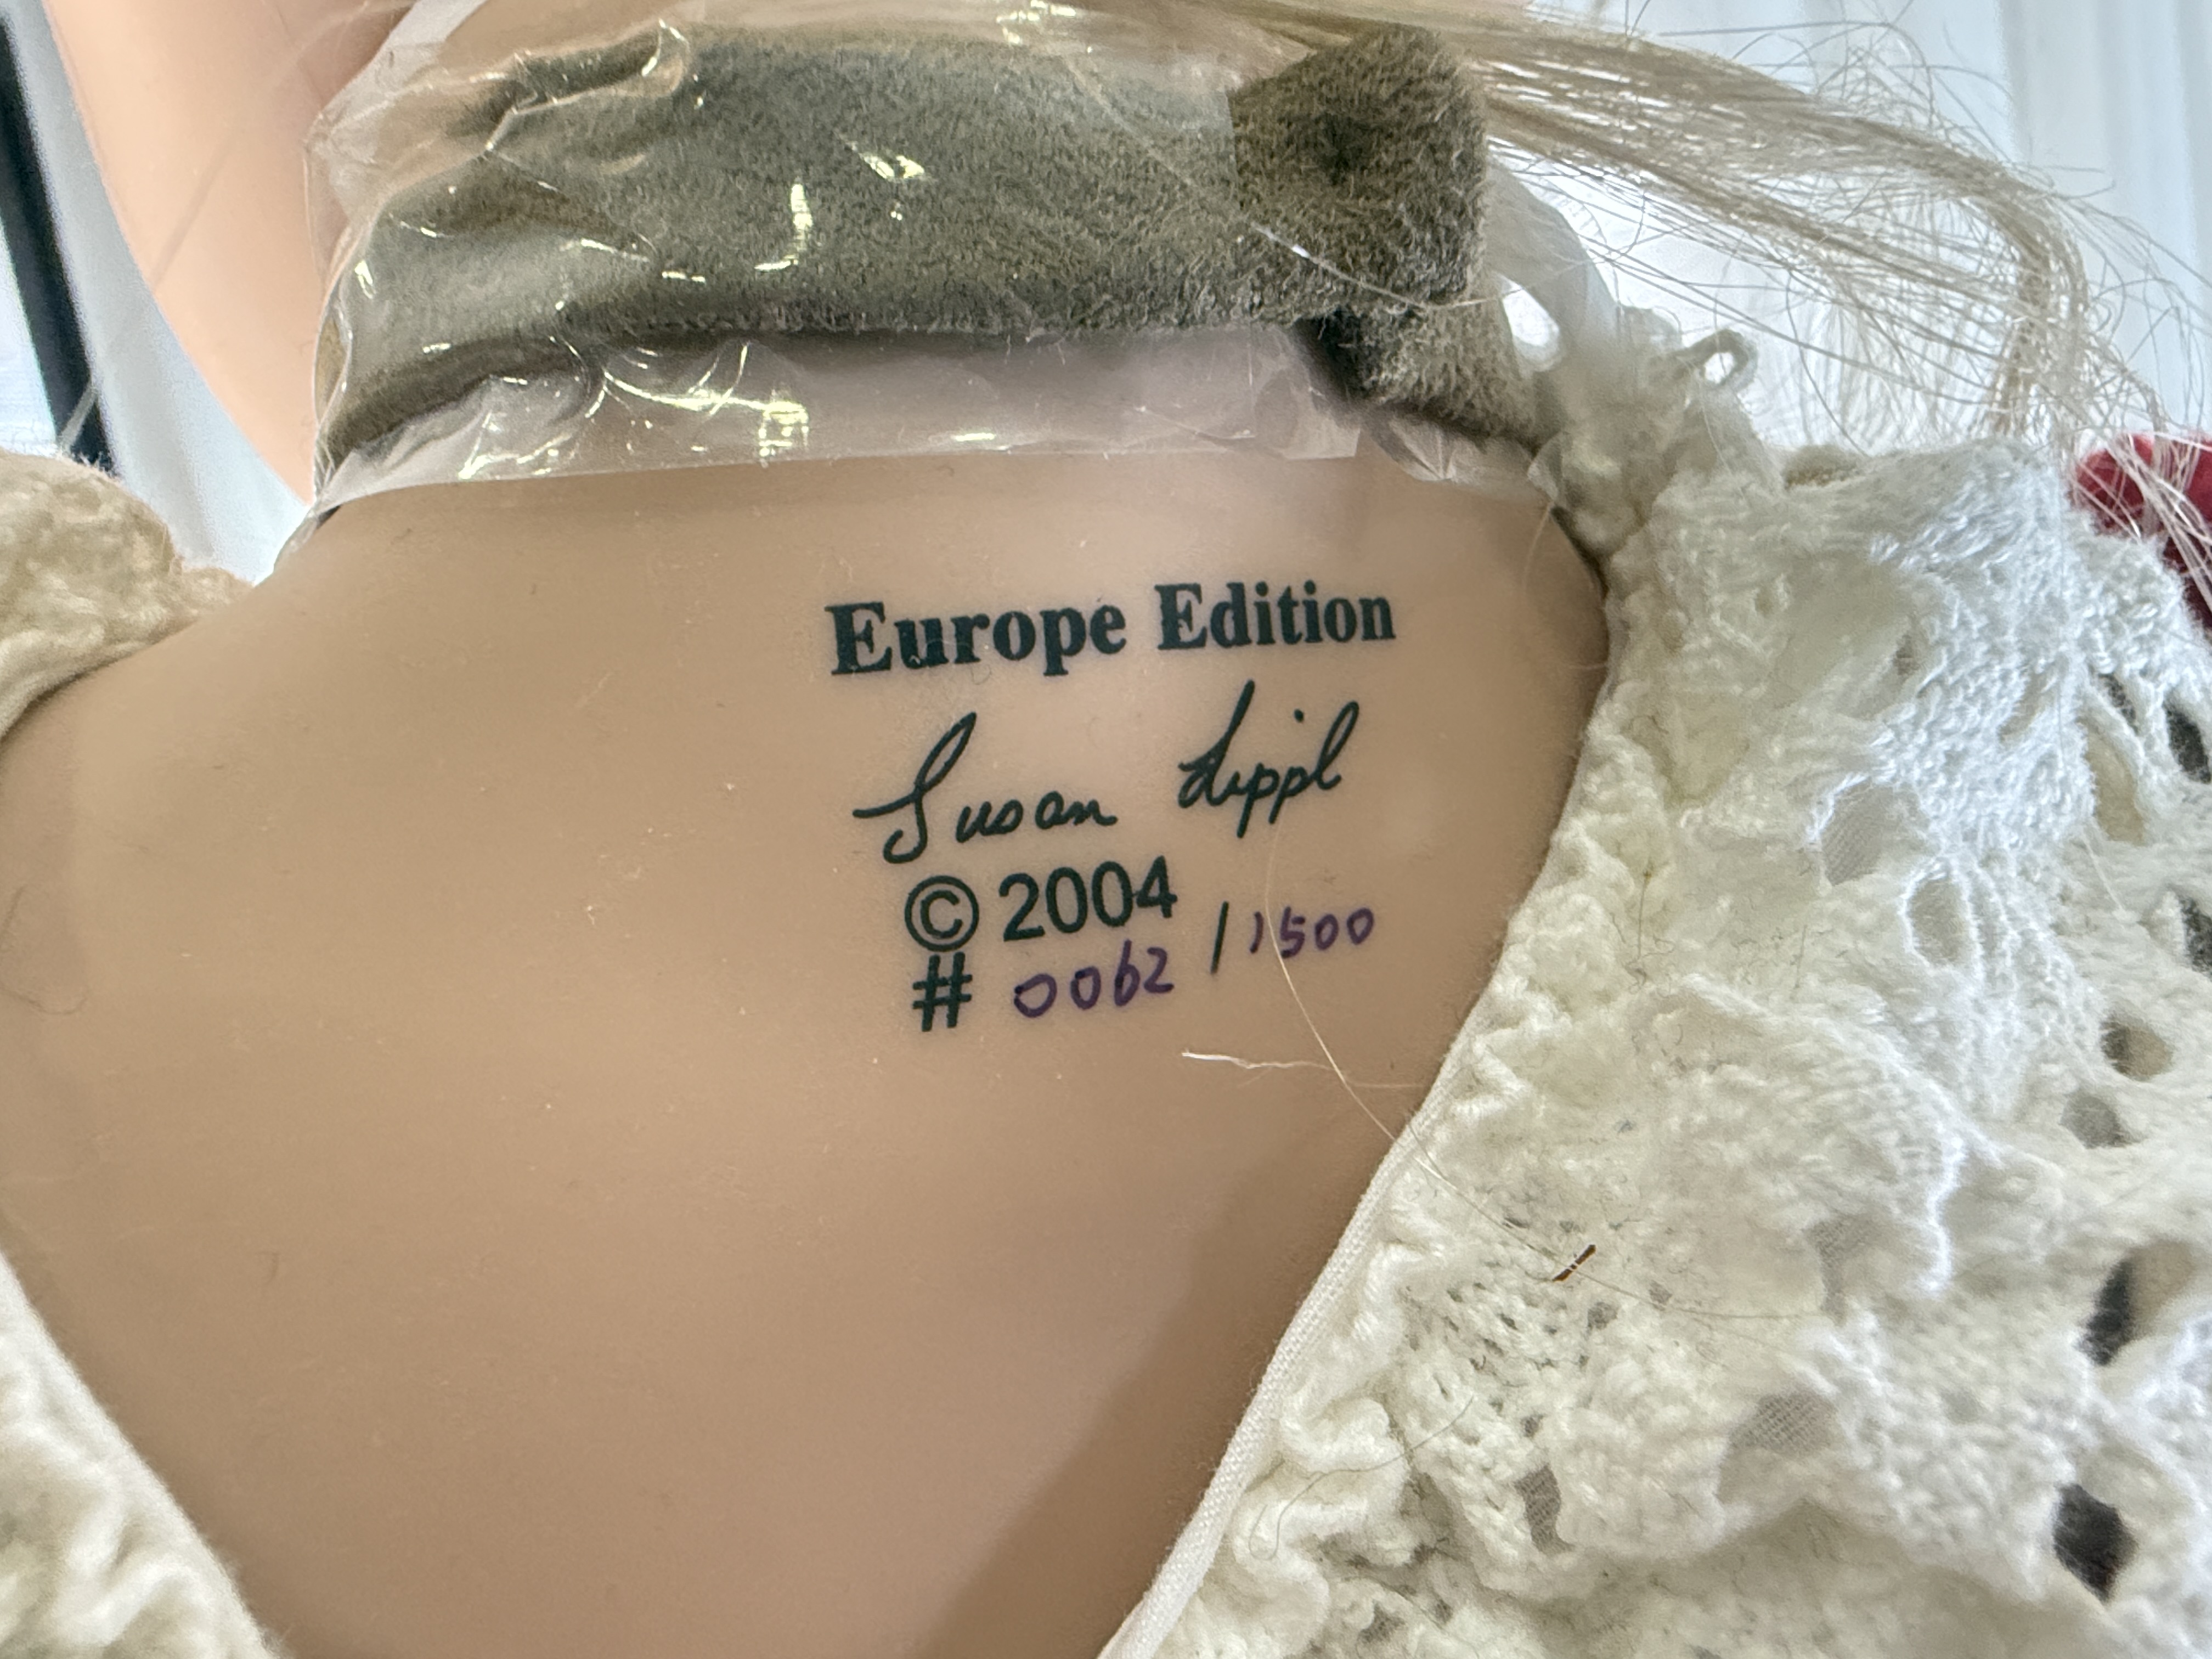 Europe Edition
Susan Lippl
© 2004
# 0062 / 1500